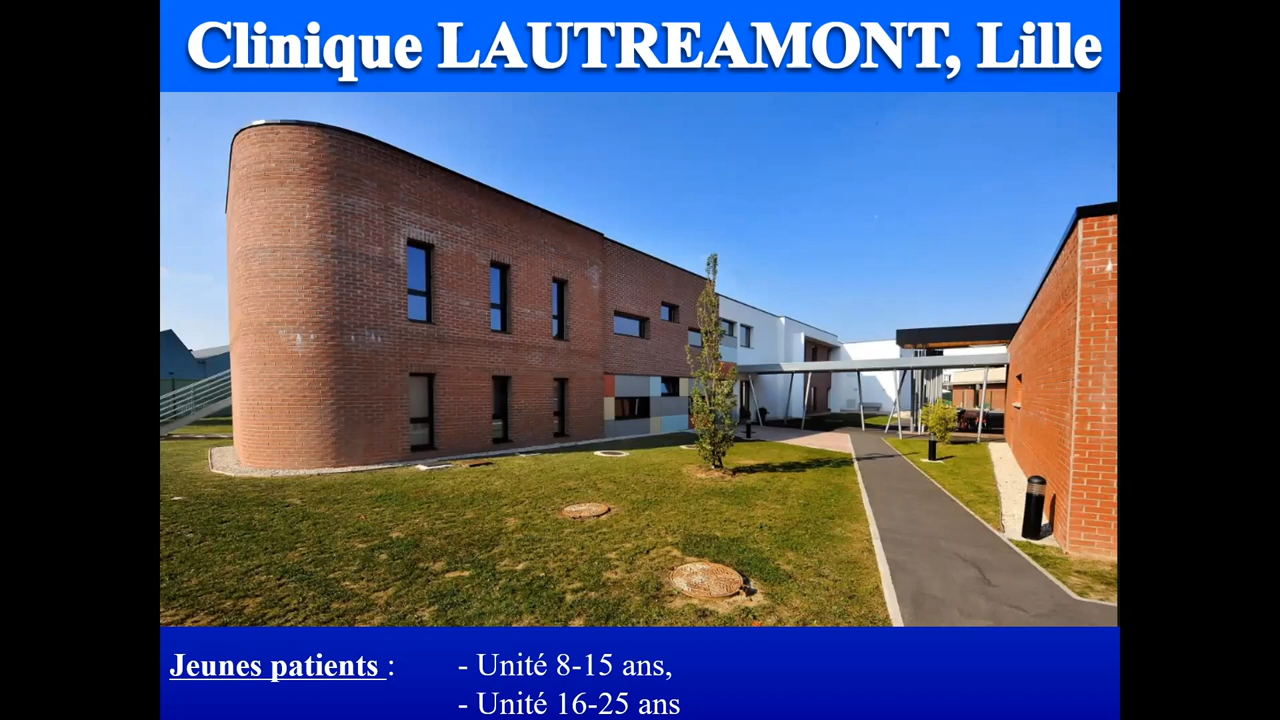 Clinique LAUTREAMONT, Lille
Jeunes patients : - Unité 8-15 ans,
- Unité 16-25 ans